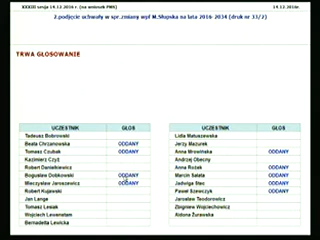 XXXIII sesja 14.12.2016 r. (na wniosek PMS)
14.12.2016r.
2.podjęcie uchwały w spr.zmiany wpf M.Słupska na lata 2016-2034 (druk nr 33/2)
TRWA GŁOSOWANIE
UCZESTNIK GŁOS
Tadeusz Bobrowski
Beata Chrzanowska ODDANY
Tomasz Czubak ODDANY
Kazimierz Czyż
Robert Danielewicz
Bogusław Dobkowski ODDANY
Mieczysław Jaroszewicz ODDANY
Robert Kujawski
Jan Lange
Tomasz Lewak
Wojciech Lewenstam
Bernadetta Lewicka
UCZESTNIK GŁOS
Lidia Matuszewska
Jerzy Mazurek
Anna Mrowińska ODDANY
Andrzej Obecny
Anna Rożek ODDANY
Marcin Sałata ODDANY
Jadwiga Stec ODDANY
Paweł Szewczyk ODDANY
Jarosław Teodorowicz
Zbigniew Wojciechowicz
Aldona Żurawska